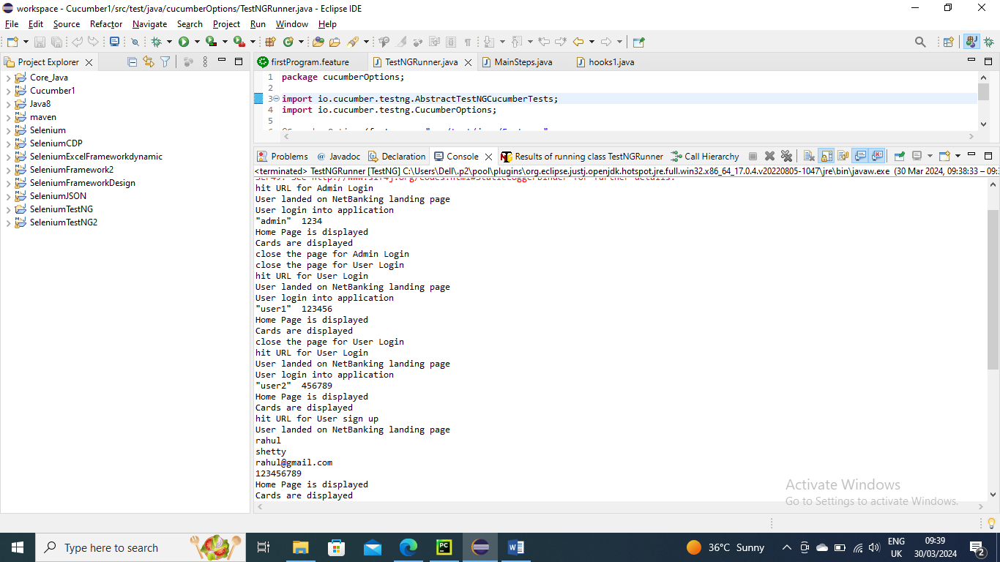 workspace - Cucumber1/src/test/java/cucumberOptions/TestNGRunner.java - Eclipse IDE
File Edit Source Refactor Navigate Search Project Run Window Help
Project Explorer
Core_Java
Cucumber1
Java8
maven
Selenium
SeleniumCDP
SeleniumExcelFrameworkdynamic
SeleniumFramework2
SeleniumFrameworkDesign
SeleniumJSON
SeleniumTestNG
SeleniumTestNG2
firstProgram.feature TestNGRunner.java MainSteps.java hooks1.java
1 package cucumberOptions;
2
3 import io.cucumber.testng.AbstractTestNGCucumberTests;
4 import io.cucumber.testng.CucumberOptions;
5
Problems Javadoc Declaration Console Results of running class TestNGRunner Call Hierarchy
<terminated> TestNGRunner [TestNG] C:\Users\Dell\.p2\pool\plugins\org.eclipse.justj.openjdk.hotspot.jre.full.win32.x86_64_17.0.4.v20220805-1047\jre\bin\javaw.exe (30 Mar 2024, 09:38:33 – 09:
hit URL for Admin Login
User landed on NetBanking landing page
User login into application
"admin" 1234
Home Page is displayed
Cards are displayed
close the page for Admin Login
close the page for User Login
hit URL for User Login
User landed on NetBanking landing page
User login into application
"user1" 123456
Home Page is displayed
Cards are displayed
close the page for User Login
hit URL for User Login
User landed on NetBanking landing page
User login into application
"user2" 456789
Home Page is displayed
Cards are displayed
hit URL for User sign up
User landed on NetBanking landing page
rahul
shetty
rahul@gmail.com
123456789
Home Page is displayed
Cards are displayed
Activate Windows
Go to Settings to activate Windows.
Type here to search
36°C Sunny
ENG
UK
09:39
30/03/2024
2